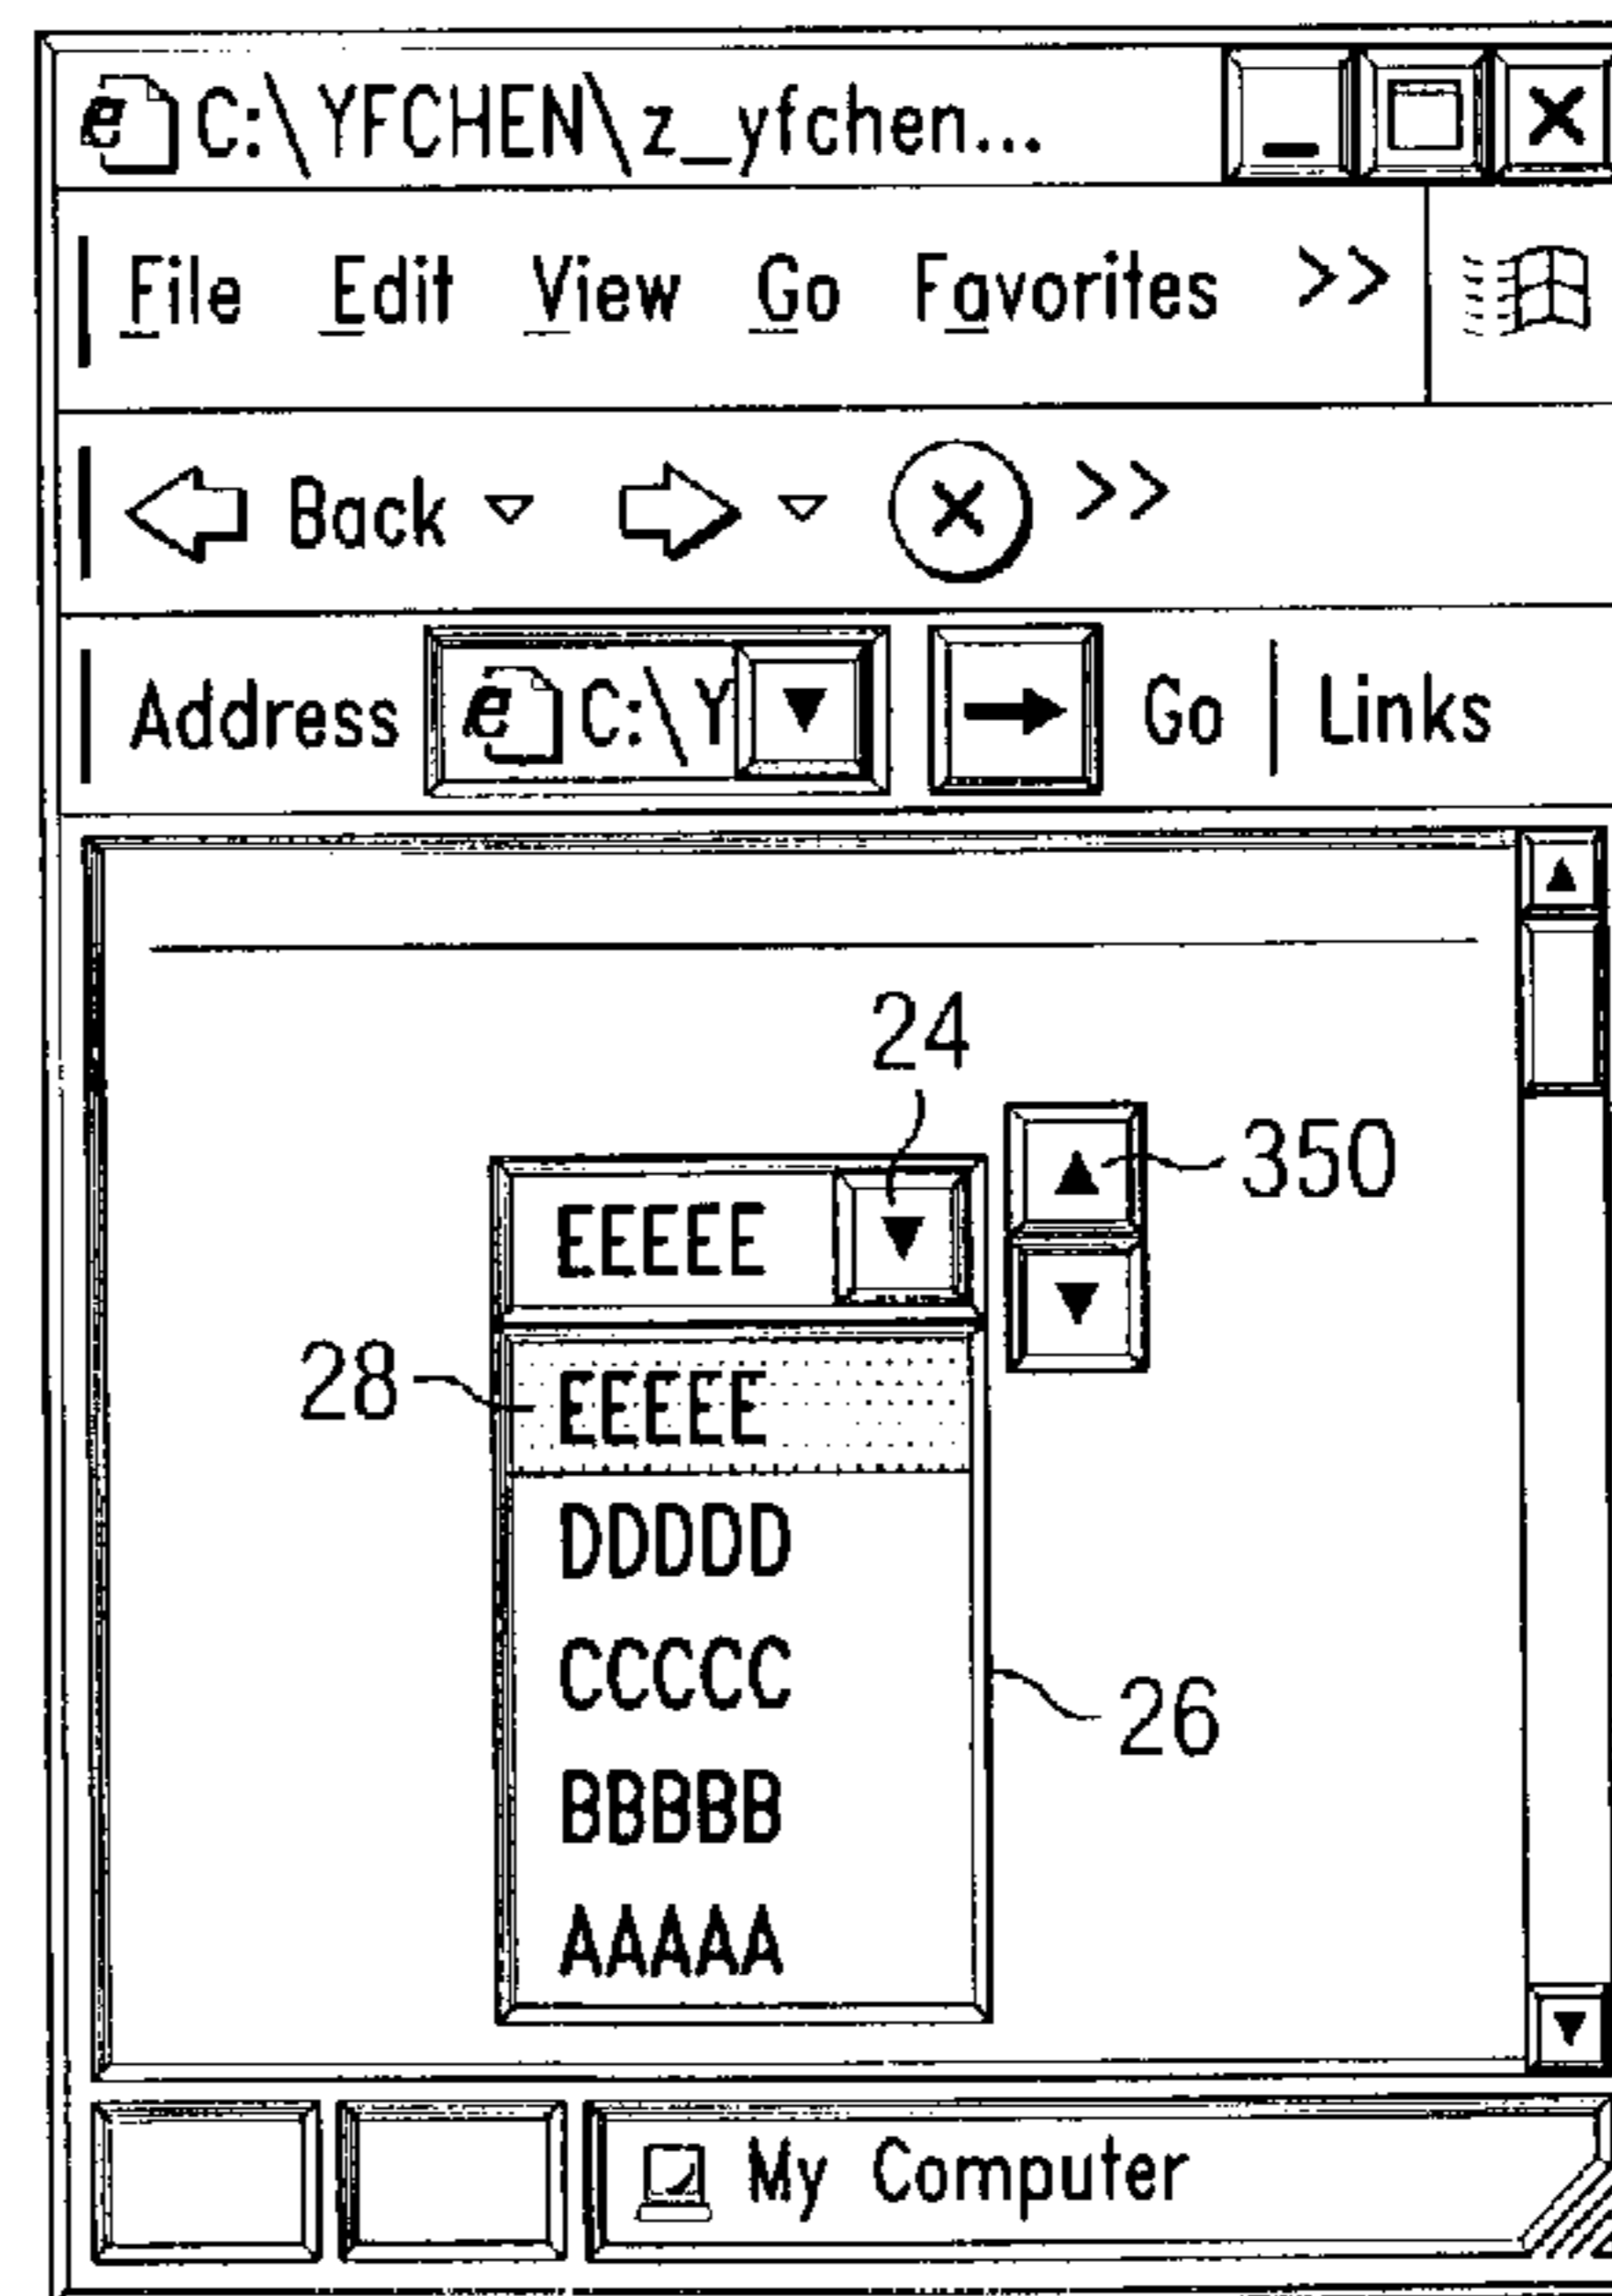 C:\YFCHEN\z_yfchen...
File Edit View Go Favorites >>
Back >>
Address C:\Y Go | Links
24
350
EEEEE
28
EEEEE
DDDDD
CCCCC
26
BBBBB
AAAAA
My Computer